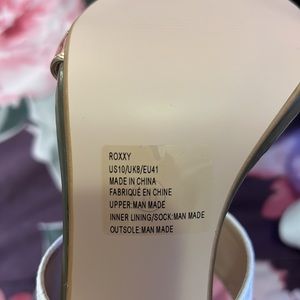 ROXXY
US10/UK8/EU41
MADE IN CHINA
FABRIQUÉ EN CHINE
UPPER:MAN MADE
INNER LINING/SOCK:MAN MADE
OUTSOLE:MAN MADE